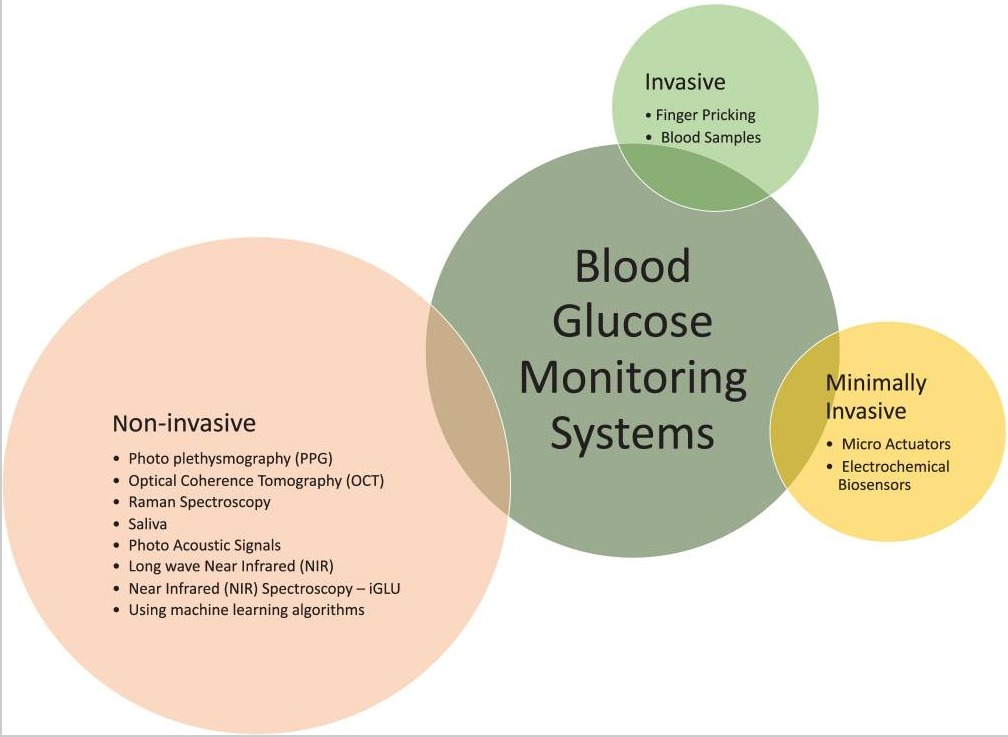 Invasive
• Finger Pricking
• Blood Samples
Blood
Glucose
Monitoring
Systems
Minimally
Invasive
• Micro Actuators
• Electrochemical
Biosensors
Non-invasive
• Photo plethysmography (PPG)
• Optical Coherence Tomography (OCT)
• Raman Spectroscopy
• Saliva
• Photo Acoustic Signals
• Long wave Near Infrared (NIR)
• Near Infrared (NIR) Spectroscopy – iGLU
• Using machine learning algorithms